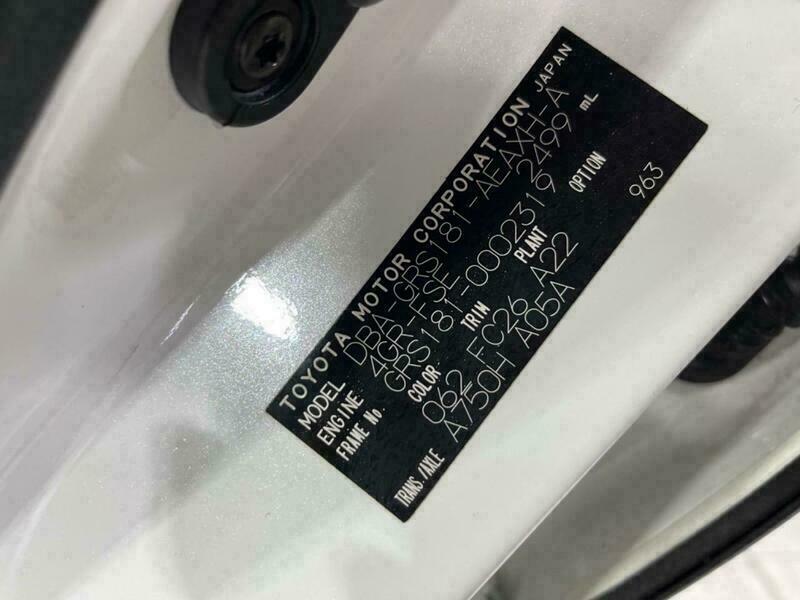 TOYOTA MOTOR CORPORATION JAPAN
MODEL DBA-GRS181-AEAXH-A
ENGINE 4GR-FSE 2499 mL
FRAME No. GRS181-0002319
COLOR TRIM PLANT OPTION
062 FC26 A22
TRANS./AXLE A750H A05A
963